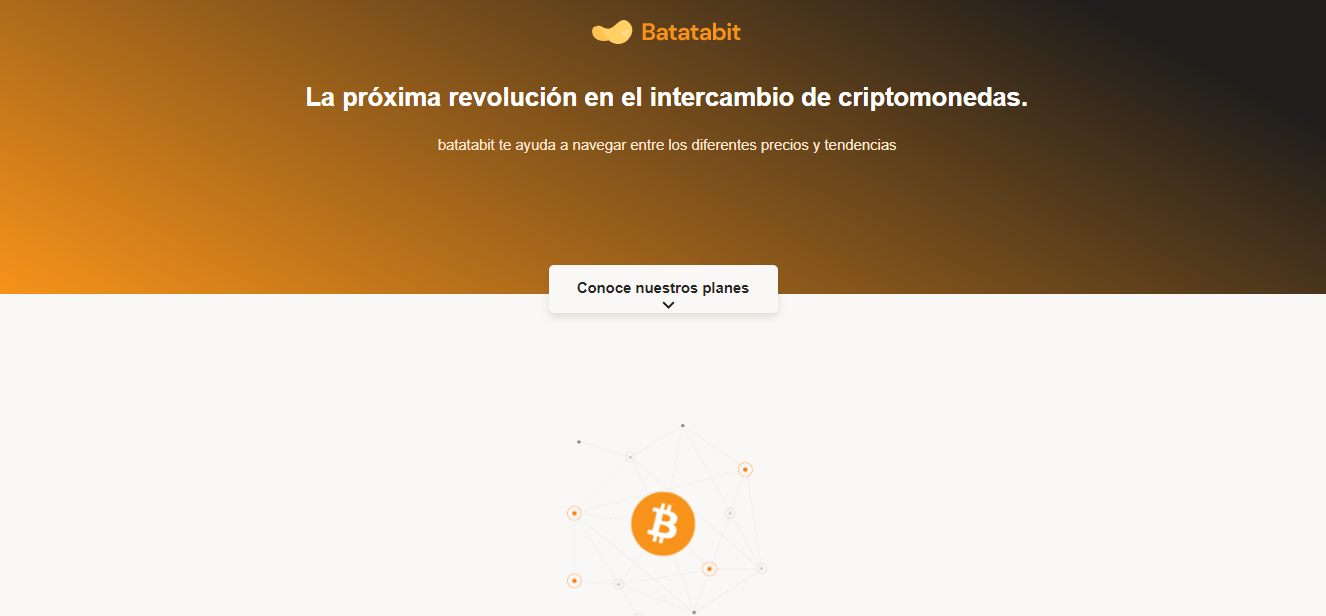 Batatabit
La próxima revolución en el intercambio de criptomonedas.
batatabit te ayuda a navegar entre los diferentes precios y tendencias
Conoce nuestros planes